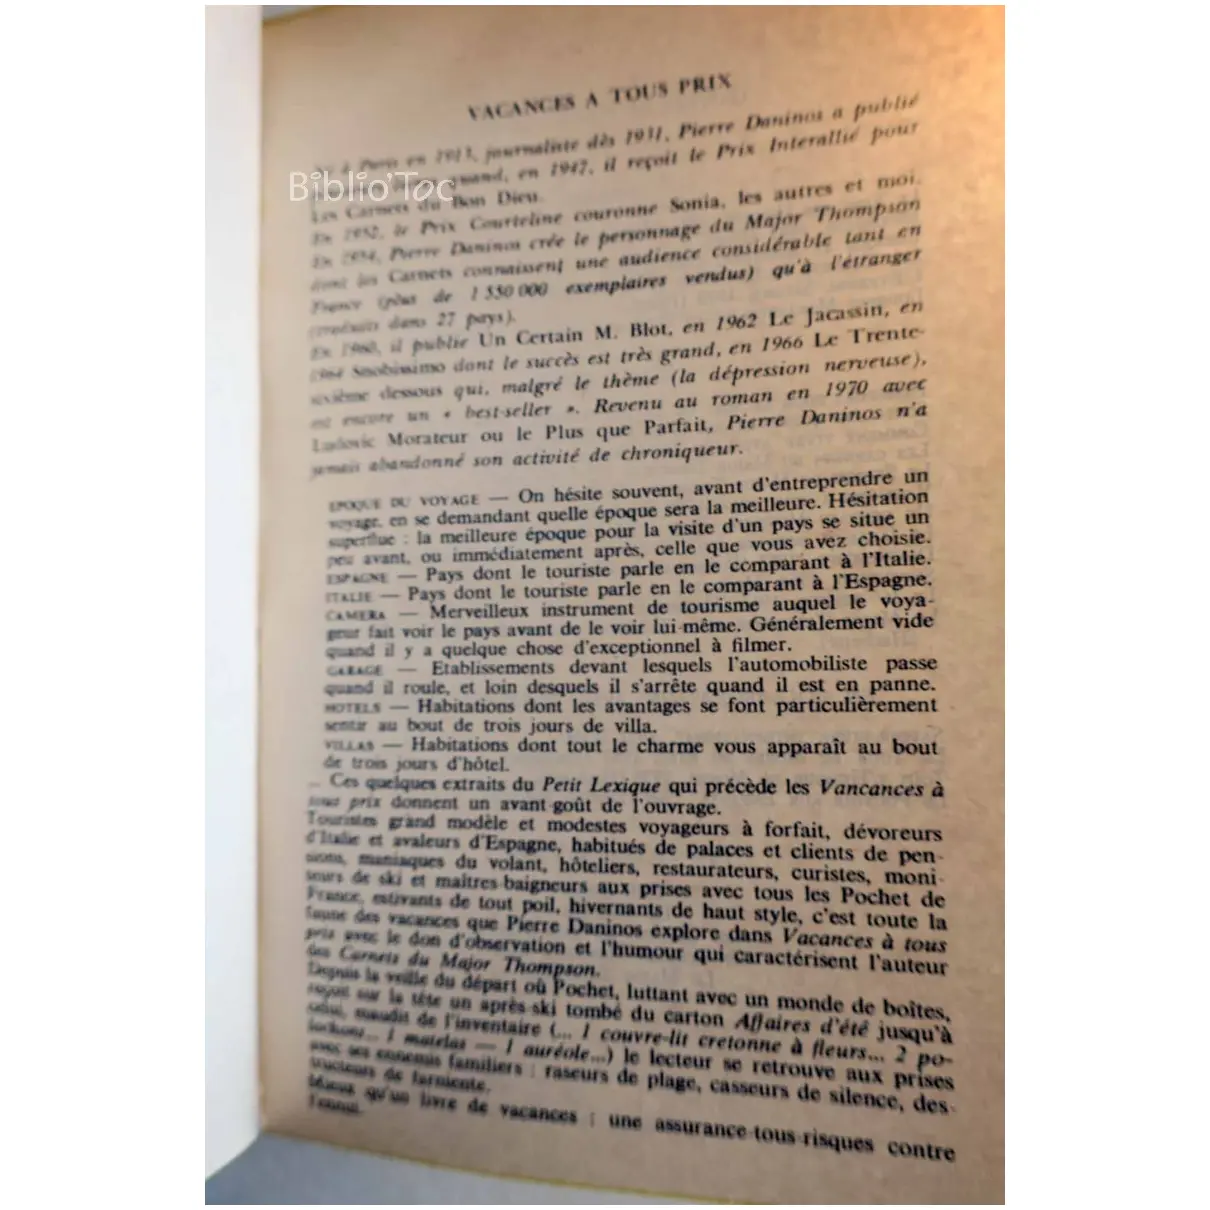 VACANCES A TOUS PRIX
à Paris en 1913, journaliste dès 1931, Pierre Daninos a publié
quand, en 1947, il reçoit le Prix Interallié pour
Biblio'Toc
Les Carnets du Bon Dieu.
En 1952, le Prix Courteline couronne Sonia, les autres et moi.
En 1954, Pierre Daninos crée le personnage du Major Thompson
dont les Carnets connaissent une audience considérable tant en
France (plus de 1 550 000 exemplaires vendus) qu'à l'étranger
(traduits dans 27 pays).
En 1960, il publie Un Certain M. Blot, en 1962 Le Jacassin, en
1964 Snobissimo dont le succès est très grand, en 1966 Le Trente-
sixième dessous qui, malgré le thème (la dépression nerveuse),
est encore un « best-seller ». Revenu au roman en 1970 avec
Ludovic Morateur ou le Plus que Parfait, Pierre Daninos n'a
jamais abandonné son activité de chroniqueur.
EPOQUE DU VOYAGE — On hésite souvent, avant d'entreprendre un
voyage, en se demandant quelle époque sera la meilleure. Hésitation
superflue : la meilleure époque pour la visite d'un pays se situe un
peu avant, ou immédiatement après, celle que vous avez choisie.
ESPAGNE — Pays dont le touriste parle en le comparant à l'Italie.
ITALIE — Pays dont le touriste parle en le comparant à l'Espagne.
CAMERA — Merveilleux instrument de tourisme auquel le voya-
geur fait voir le pays avant de le voir lui-même. Généralement vide
quand il y a quelque chose d'exceptionnel à filmer.
GARAGE — Etablissements devant lesquels l'automobiliste passe
quand il roule, et loin desquels il s'arrête quand il est en panne.
HOTELS — Habitations dont les avantages se font particulièrement
sentir au bout de trois jours de villa.
VILLAS — Habitations dont tout le charme vous apparaît au bout
de trois jours d'hôtel.
... Ces quelques extraits du Petit Lexique qui précède les Vancances à
tous prix donnent un avant-goût de l'ouvrage.
Touristes grand modèle et modestes voyageurs à forfait, dévoreurs
d'Italie et avaleurs d'Espagne, habitués de palaces et clients de pen-
sions, maniaques du volant, hôteliers, restaurateurs, curistes, moni-
teurs de ski et maîtres-baigneurs aux prises avec tous les Pochet de
France, estivants de tout poil, hivernants de haut style, c'est toute la
faune des vacances que Pierre Daninos explore dans Vacances à tous
prix avec le don d'observation et l'humour qui caractérisent l'auteur
des Carnets du Major Thompson.
Depuis la veille du départ où Pochet, luttant avec un monde de boîtes,
reçoit sur la tête un après-ski tombé du carton Affaires d'été jusqu'à
celui, maudit de l'inventaire (... 1 couvre-lit cretonne à fleurs... 2 po-
lochons... 1 matelas — 1 auréole...) le lecteur se retrouve aux prises
avec ses ennemis familiers : raseurs de plage, casseurs de silence, des-
tructeurs de farniente.
Mieux qu'un livre de vacances : une assurance-tous-risques contre
l'ennui.